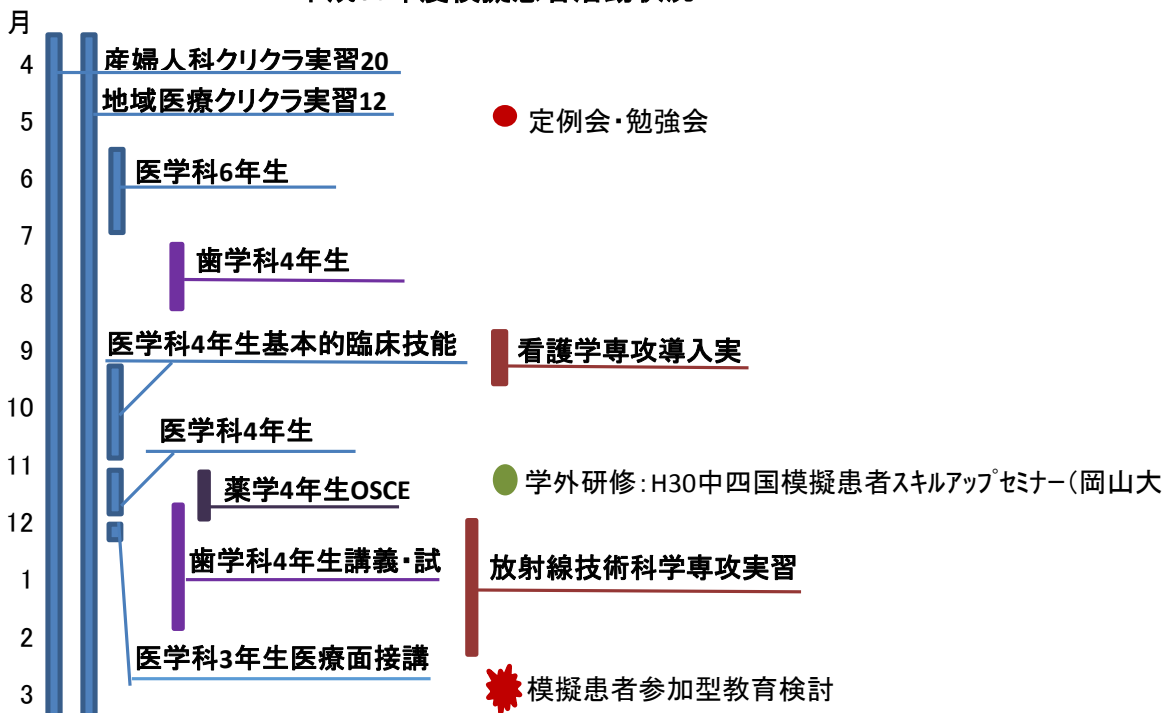 月
4
産婦人科クリクラ実習20
地域医療クリクラ実習12
5
定例会・勉強会
6
医学科6年生
7
歯学科4年生
8
医学科4年生基本的臨床技能
9
看護学専攻導入実
10
医学科4年生
11
薬学4年生OSCE
学外研修：H30中四国模擬患者スキルアップセミナー（岡山大
12
歯学科4年生講義・試
放射線技術科学専攻実習
1
2
医学科3年生医療面接講
3
模擬患者参加型教育検討